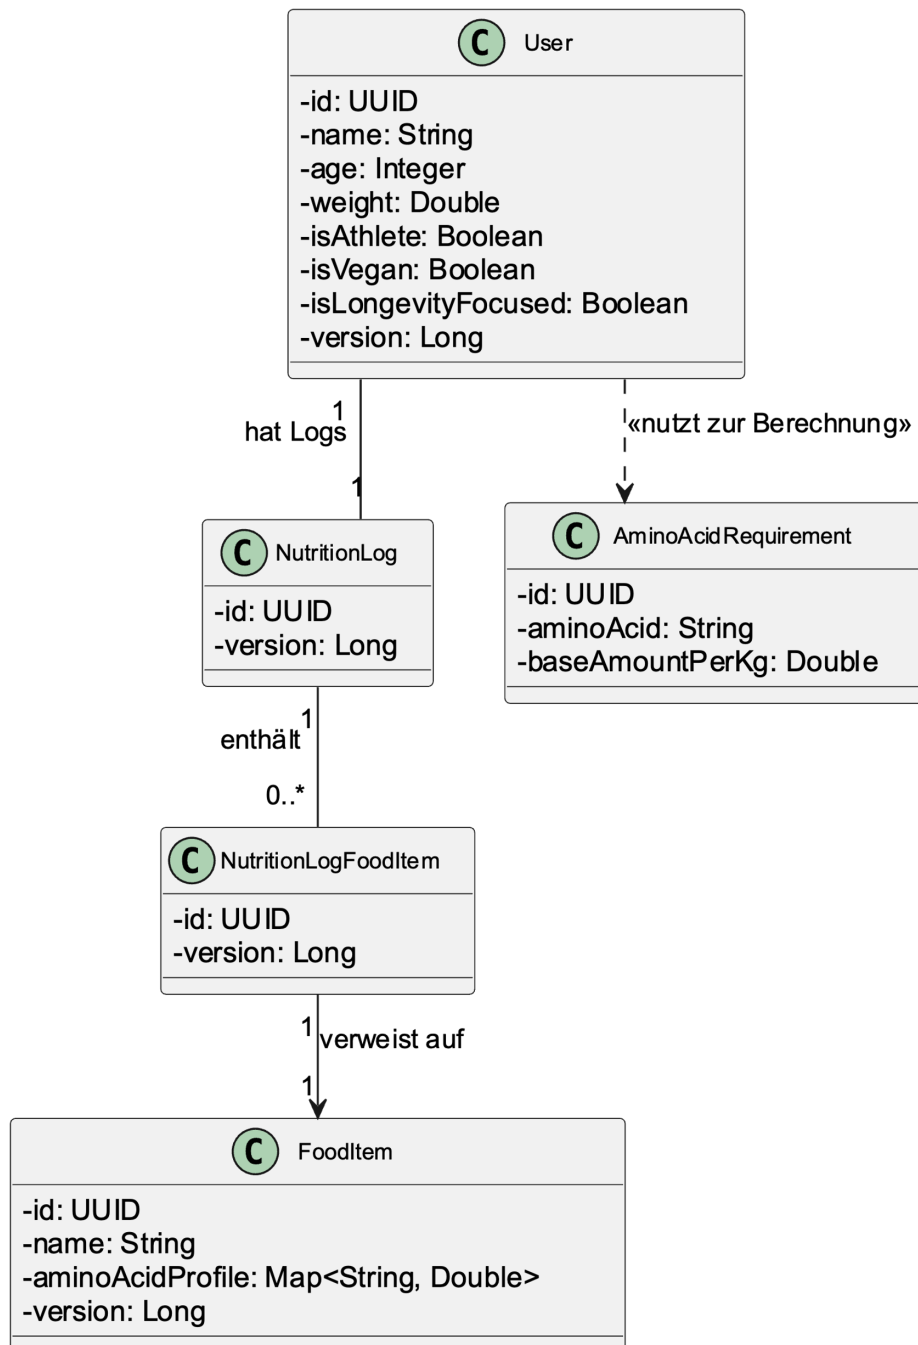 C User
-id: UUID
-name: String
-age: Integer
-weight: Double
-isAthlete: Boolean
-isVegan: Boolean
-isLongevityFocused: Boolean
-version: Long
1
hat Logs
«nutzt zur Berechnung»
1
C NutritionLog
-id: UUID
-version: Long
C AminoAcidRequirement
-id: UUID
-aminoAcid: String
-baseAmountPerKg: Double
1
enthält
0..*
C NutritionLogFoodItem
-id: UUID
-version: Long
1
verweist auf
1
C FoodItem
-id: UUID
-name: String
-aminoAcidProfile: Map<String, Double>
-version: Long